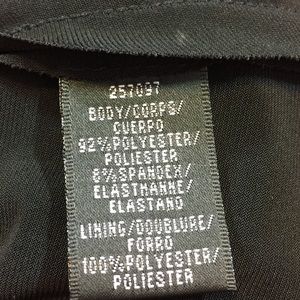 257097
BODY/CORPS/
CUERPO
92%POLYESTER/
POLIESTER
8%SPANDEX/
ELASTHANNE/
ELASTANO
LINING/DOUBLURE/
FORRO
100%POLYESTER/
POLIESTER